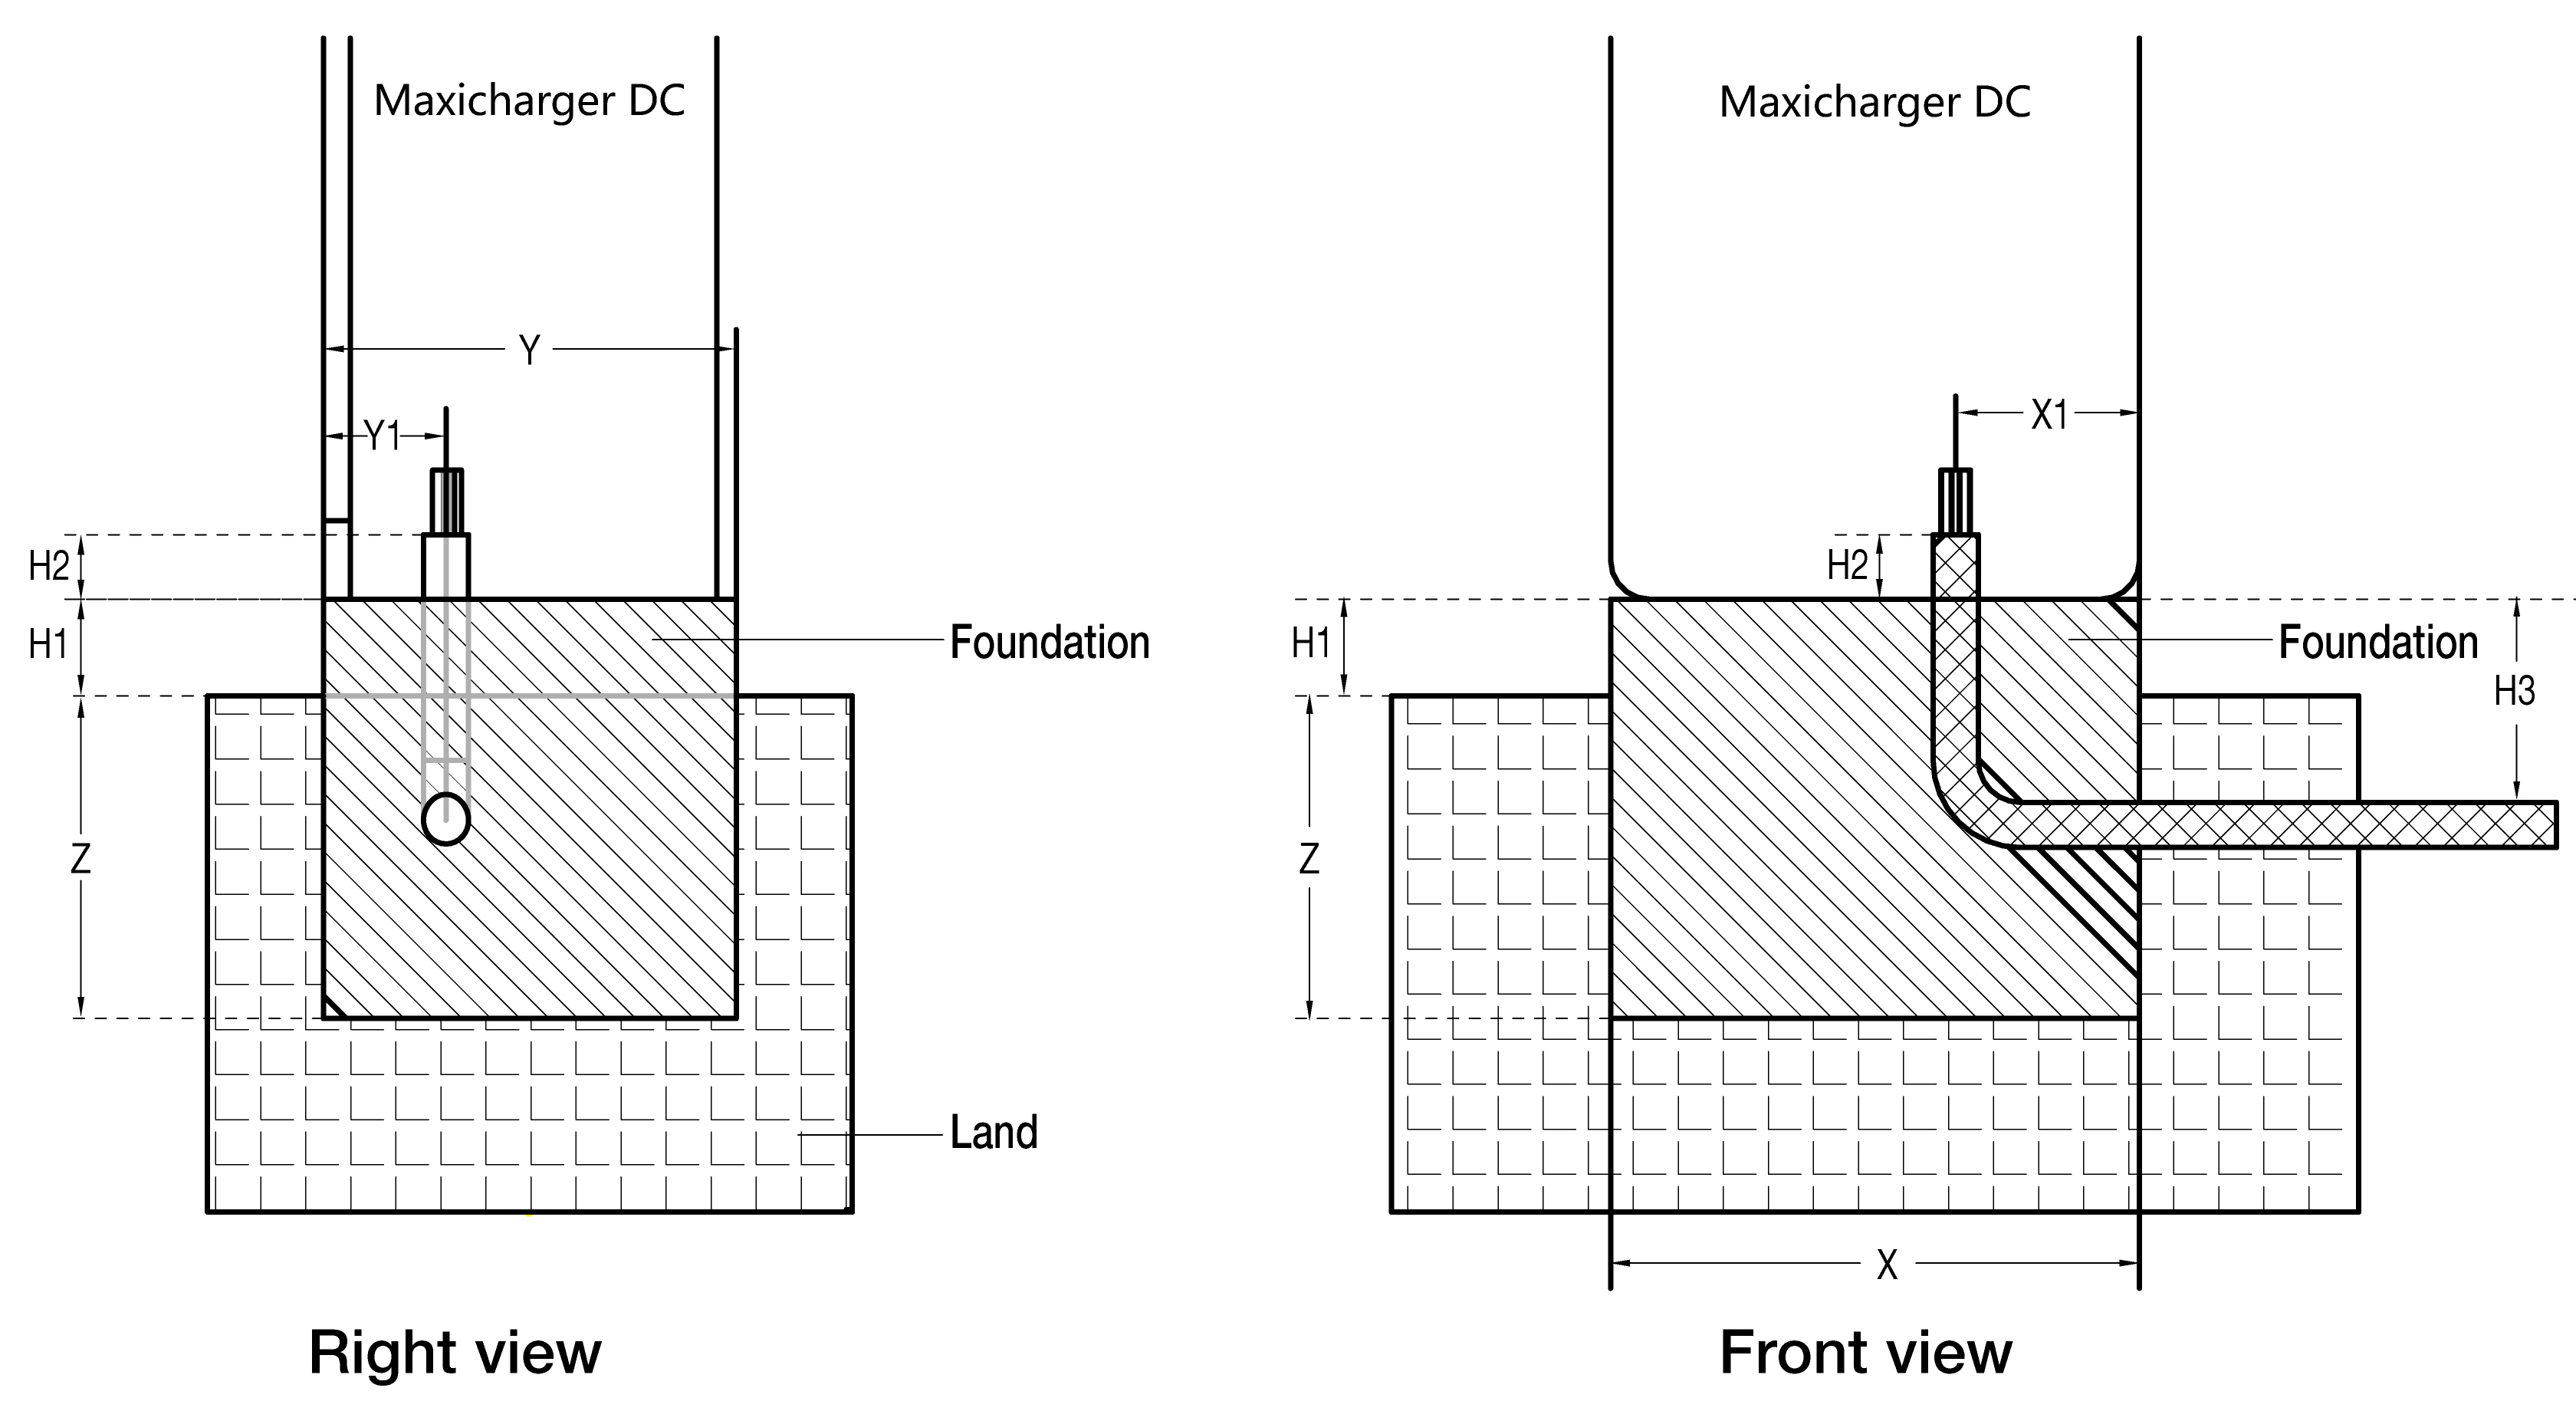 Maxicharger DC
Y
Y1
H2
H1
Foundation
Z
Land
Right view
Maxicharger DC
X1
H2
H1
Foundation
H3
Z
X
Front view